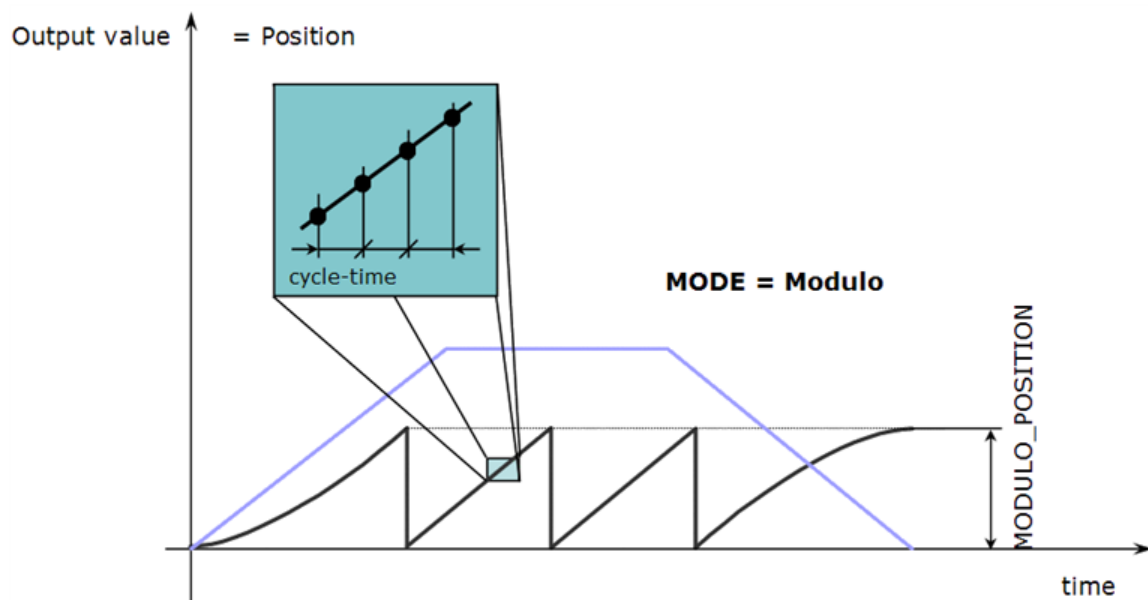 Output value = Position
cycle-time
MODE = Modulo
MODULO_POSITION
time